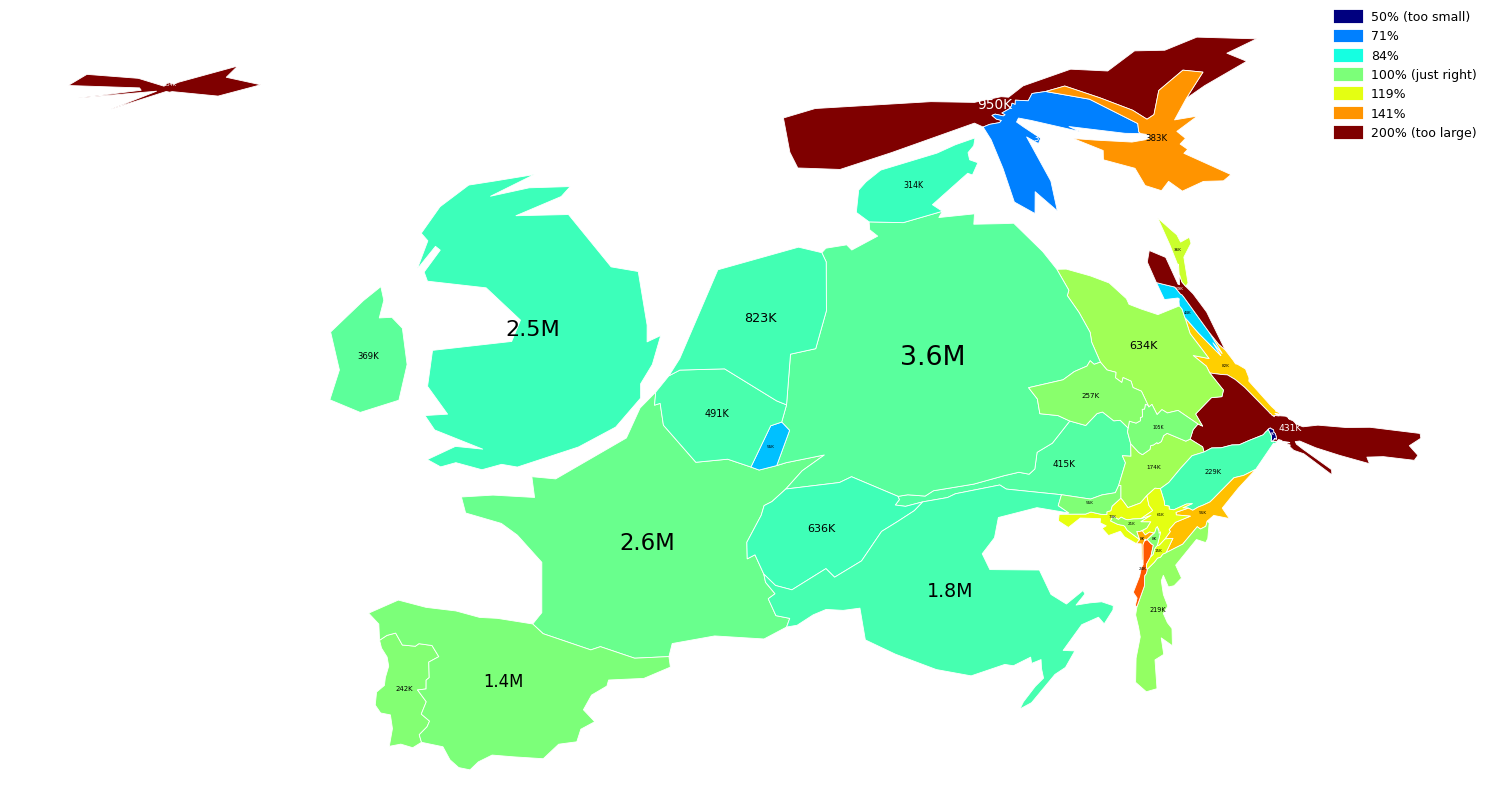 50% (too small)
71%
84%
100% (just right)
119%
141%
200% (too large)
950K
383K
314K
2.5M
823K
369K
3.6M
634K
257K
491K
431K
105K
415K
174K
229K
636K
2.6M
1.8M
219K
1.4M
242K